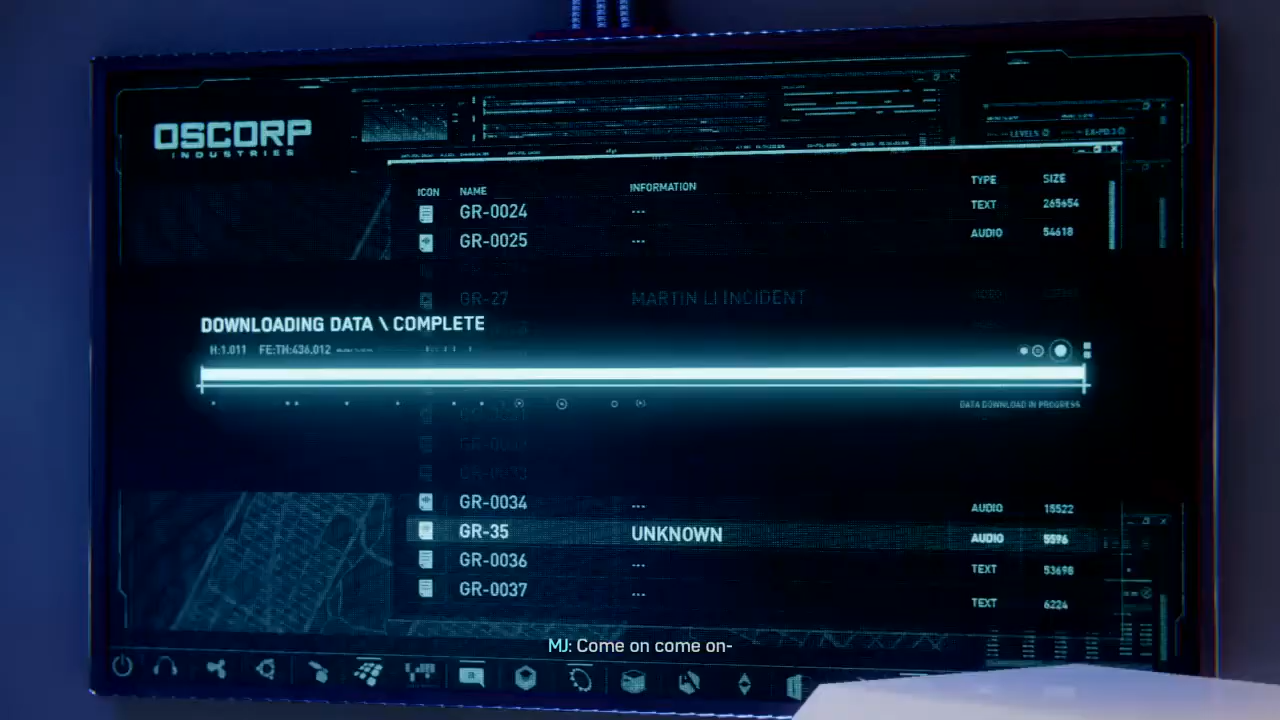 OSCORP
INDUSTRIES
LEVELS
ICON NAME INFORMATION TYPE SIZE
GR-0024 --- TEXT 265654
GR-0025 --- AUDIO 54618
GR-27 MARTIN LI INCIDENT
DOWNLOADING DATA \ COMPLETE
H:1.011 FE:TH:436.012
DATA DOWNLOAD IN PROGRESS
GR-0034 --- AUDIO 15522
GR-35 UNKNOWN AUDIO 5596
GR-0036 --- TEXT 53698
GR-0037 --- TEXT 6224
MJ: Come on come on-